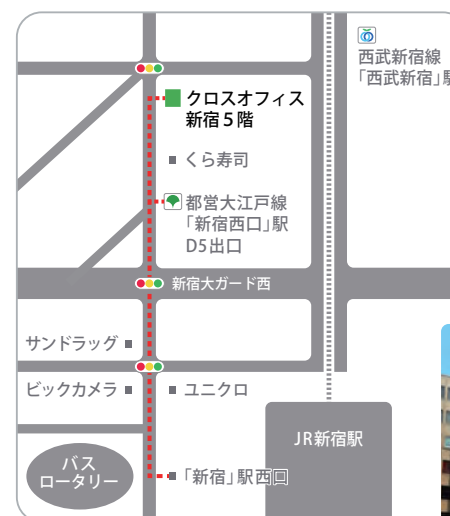 西武新宿線
「西武新宿」駅
クロスオフィス
新宿5階
くら寿司
都営大江戸線
「新宿西口」駅
D5出口
新宿大ガード西
サンドラッグ
ビックカメラ
ユニクロ
JR新宿駅
バス
ロータリー
「新宿」駅西口